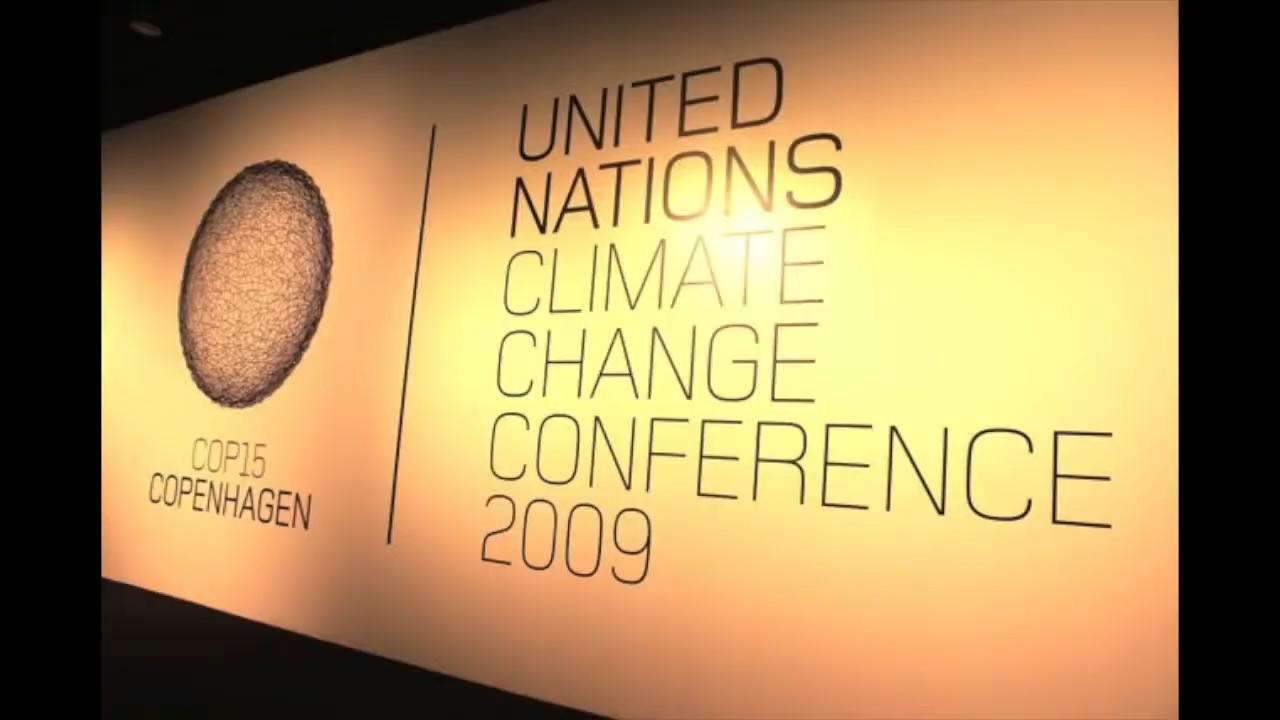 COP15
COPENHAGEN
UNITED
NATIONS
CLIMATE
CHANGE
CONFERENCE
2009